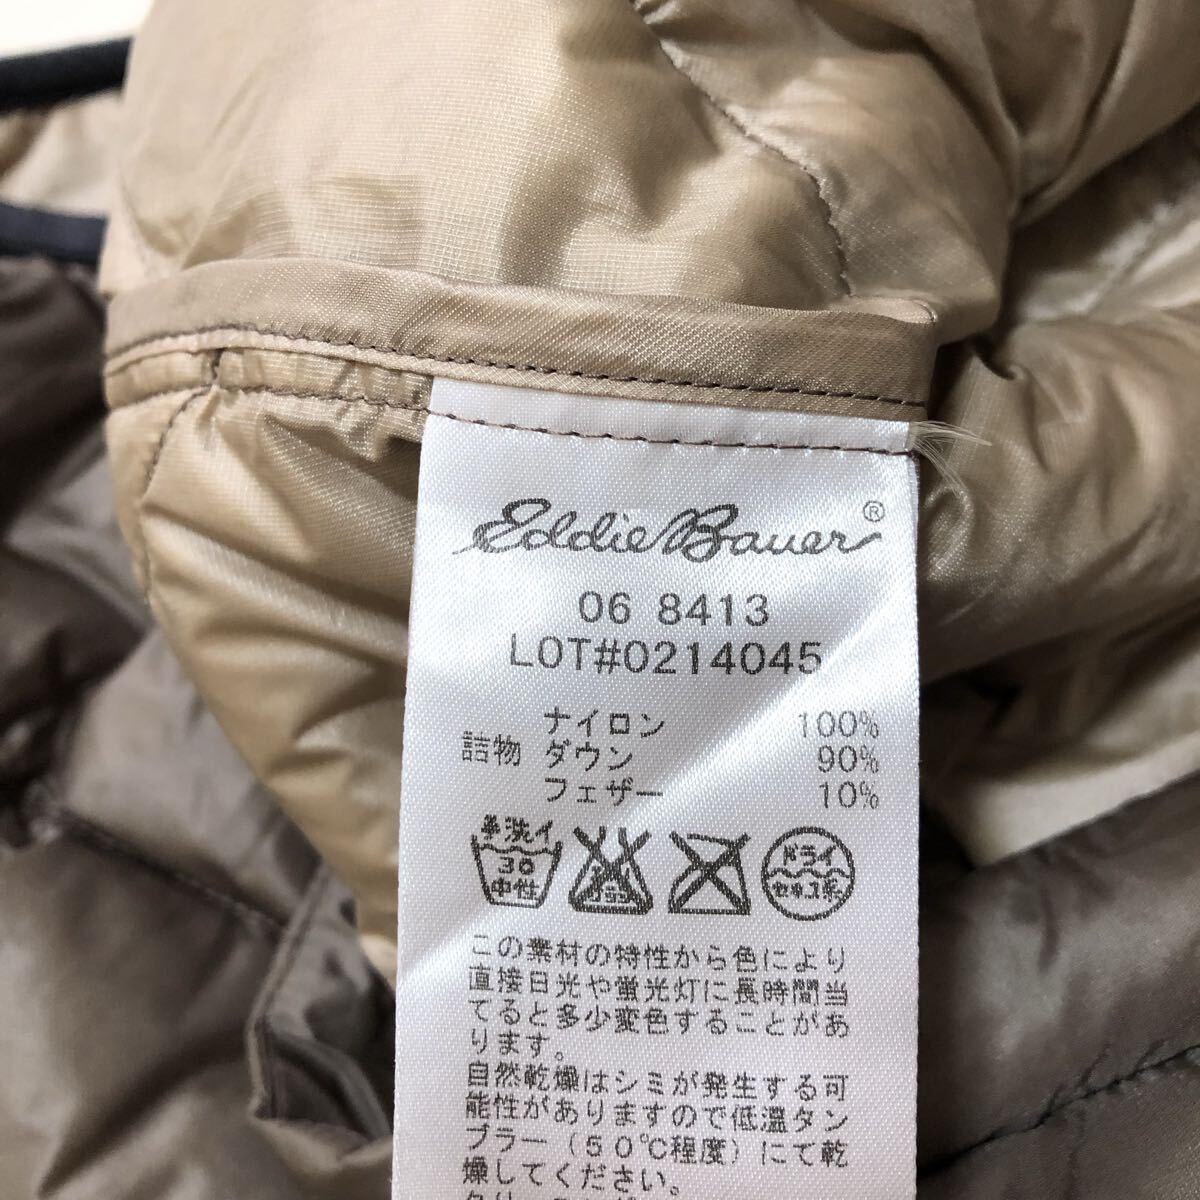 Eddie Bauer®
06 8413
LOT#0214045
ナイロン 100%
詰物 ダウン 90%
フェザー 10%
手洗イ
30
中性
エンソサラシ
ドライ
セキユ系
この素材の特性から色により
直接日光や蛍光灯に長時間当
てると多少変色することがあ
ります。
自然乾燥はシミが発生する可
能性がありますので低温タン
ブラー(50℃程度)にて乾
燥してください。